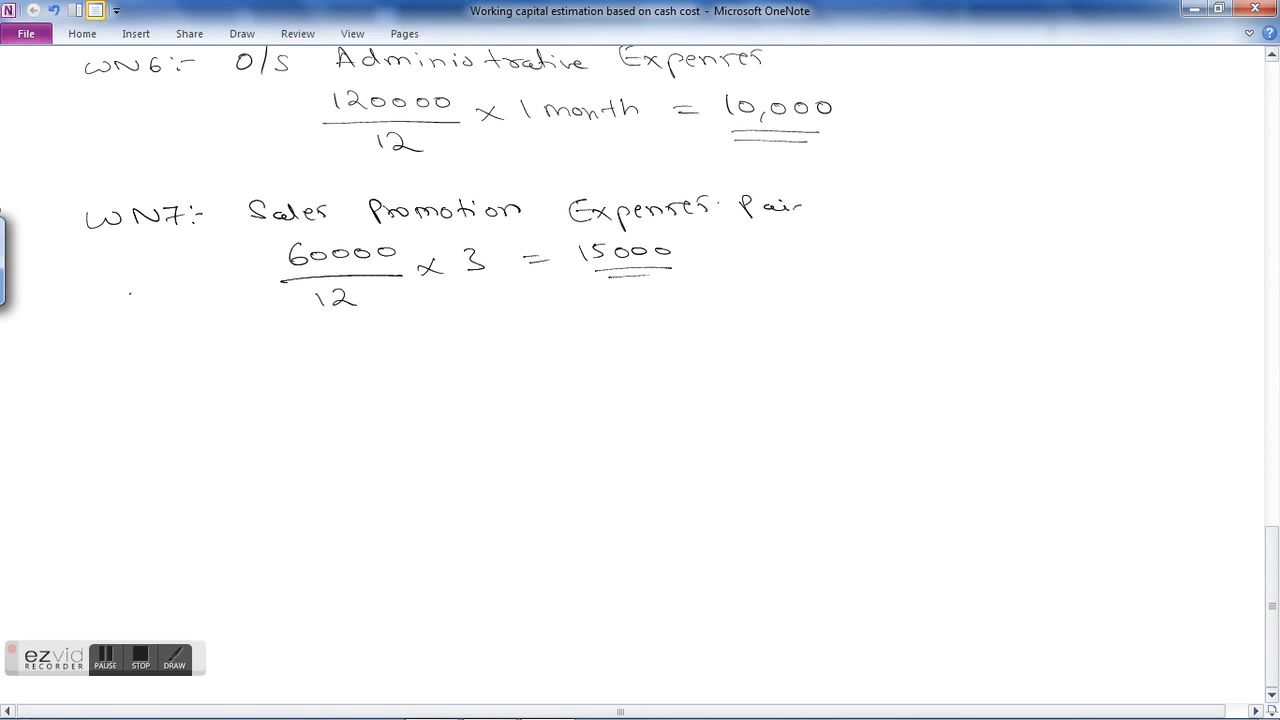 Working capital estimation based on cash cost - Microsoft OneNote
File Home Insert Share Draw Review View Pages
WN6:- O/S Administrative Expenses
120000
12
× 1 month = 10,000
WN7:- Sales Promotion Expenses Paid
60000
12
× 3 = 15000
ezvid
RECORDER
PAUSE STOP DRAW